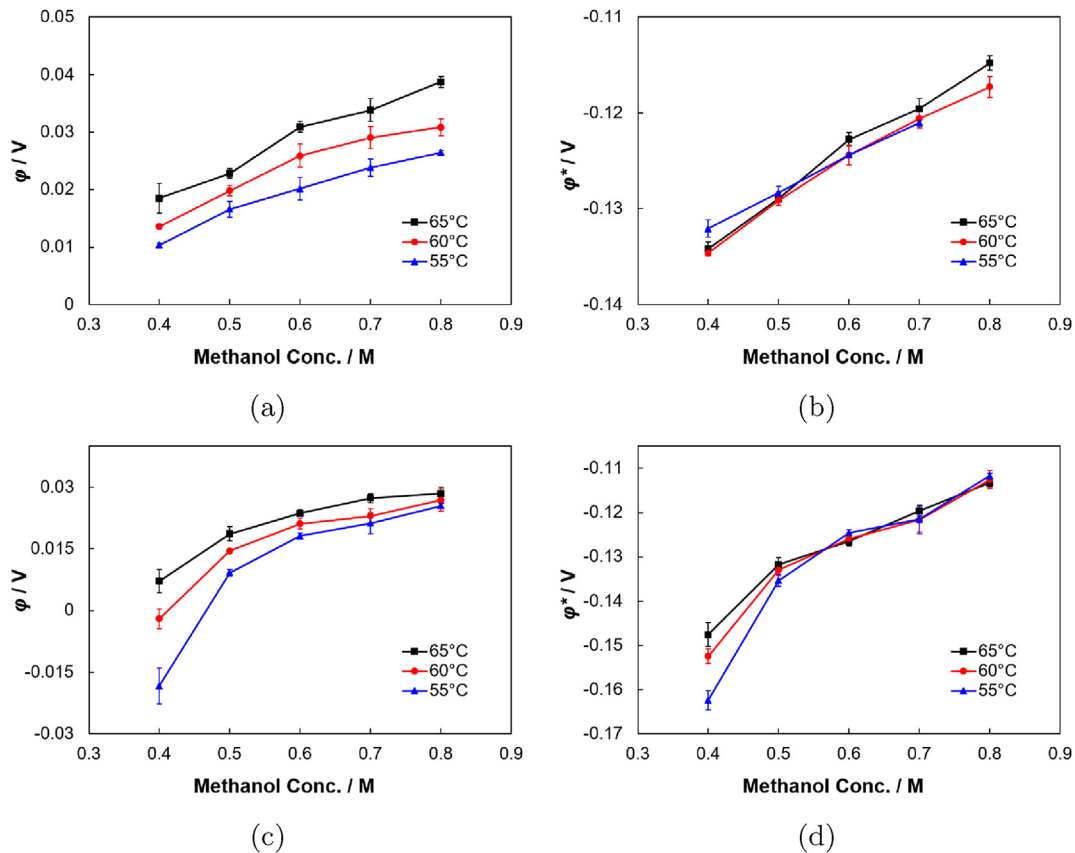 0.05
0.04
0.03
0.02
0.01
0
φ / V
65°C
60°C
55°C
0.3 0.4 0.5 0.6 0.7 0.8 0.9
Methanol Conc. / M
(a)
-0.11
-0.12
-0.13
-0.14
φ* / V
65°C
60°C
55°C
0.3 0.4 0.5 0.6 0.7 0.8 0.9
Methanol Conc. / M
(b)
0.03
0.015
0
-0.015
-0.03
φ / V
65°C
60°C
55°C
0.3 0.4 0.5 0.6 0.7 0.8 0.9
Methanol Conc. / M
(c)
-0.11
-0.12
-0.13
-0.14
-0.15
-0.16
-0.17
φ* / V
65°C
60°C
55°C
0.3 0.4 0.5 0.6 0.7 0.8 0.9
Methanol Conc. / M
(d)